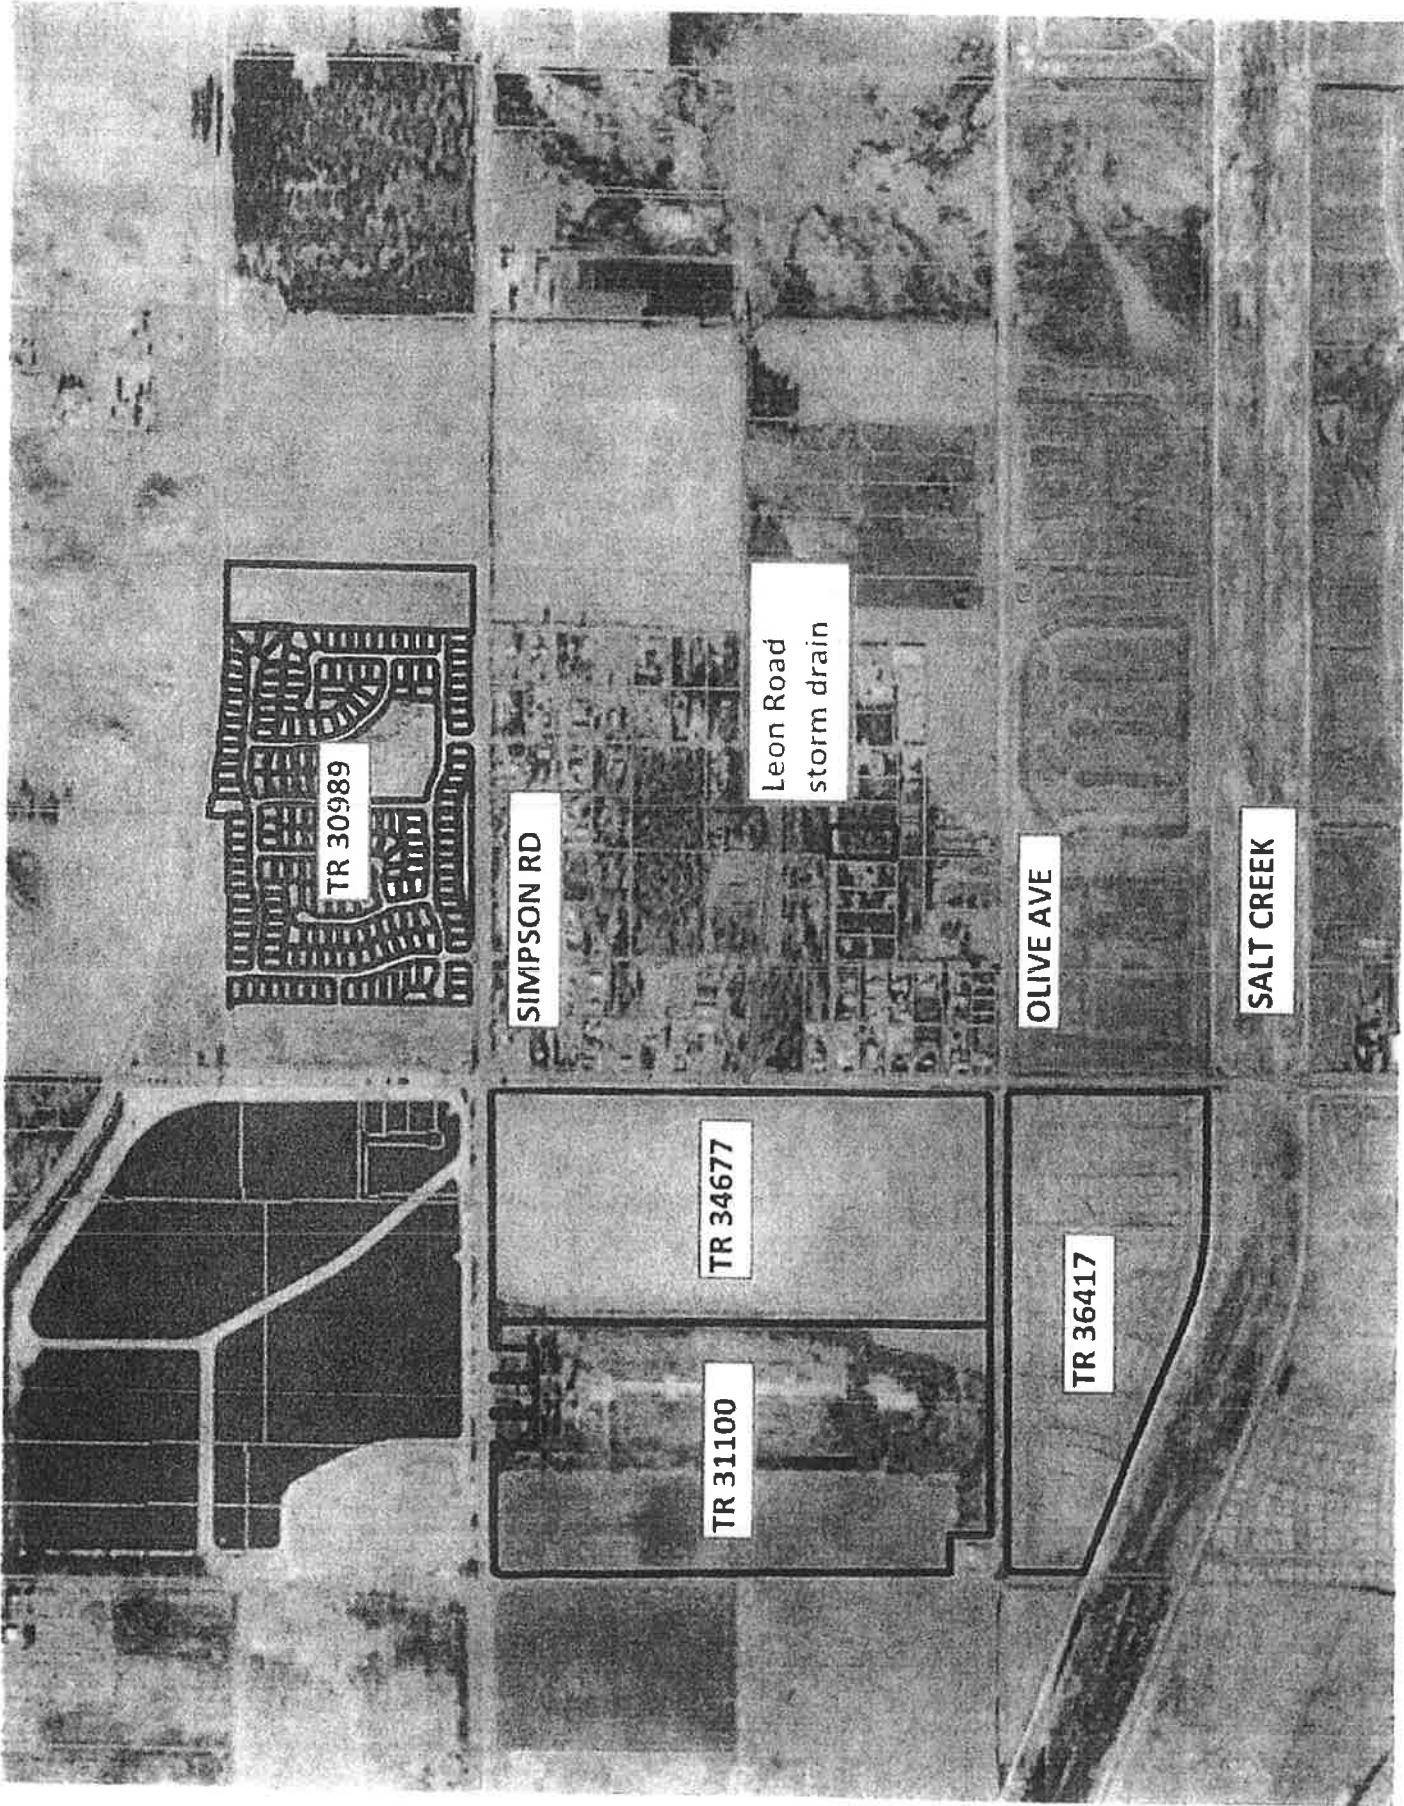 TR 30989
SIMPSON RD
TR 31100
TR 34677
Leon Road
storm drain
OLIVE AVE
TR 36417
SALT CREEK